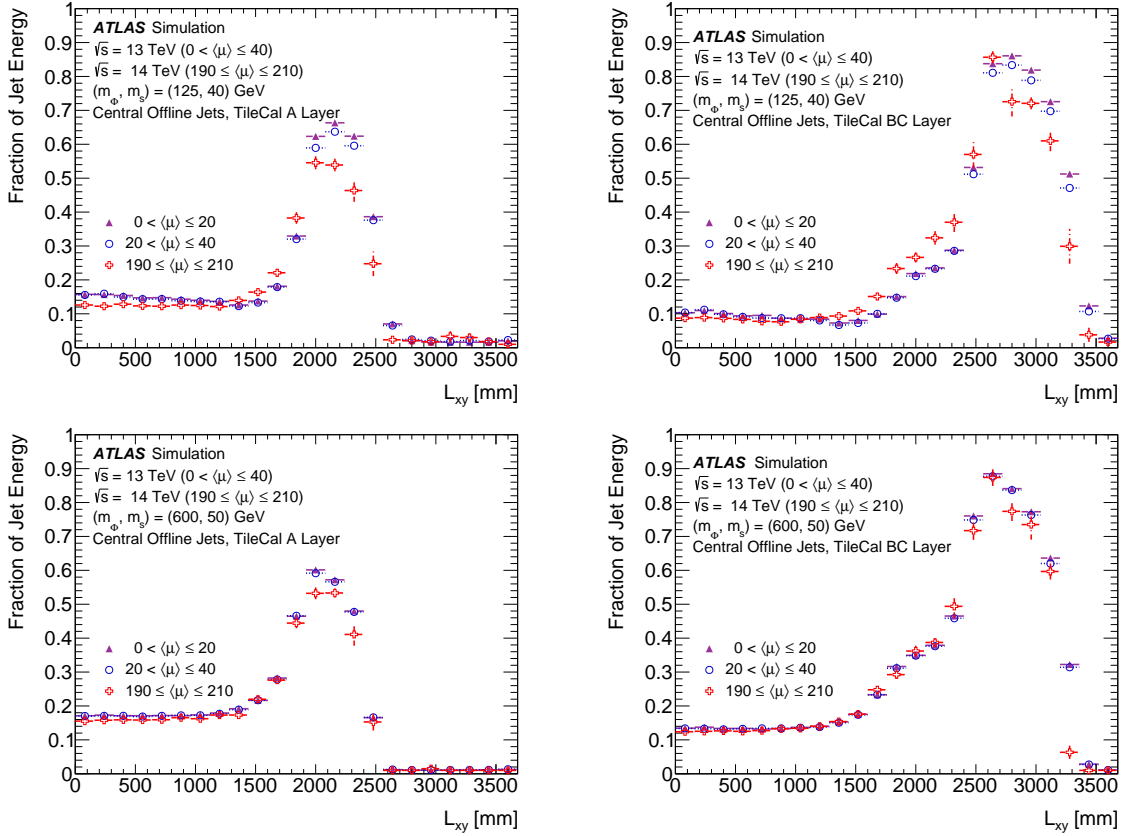 Fraction of Jet Energy
1
0.9
0.8
0.7
0.6
0.5
0.4
0.3
0.2
0.1
0
ATLAS Simulation
√s = 13 TeV (0 < ⟨μ⟩ ≤ 40)
√s = 14 TeV (190 ≤ ⟨μ⟩ ≤ 210)
(m_Φ, m_s) = (125, 40) GeV
Central Offline Jets, TileCal A Layer
0 < ⟨μ⟩ ≤ 20
20 < ⟨μ⟩ ≤ 40
190 ≤ ⟨μ⟩ ≤ 210
0 500 1000 1500 2000 2500 3000 3500
L_xy [mm]
Fraction of Jet Energy
1
0.9
0.8
0.7
0.6
0.5
0.4
0.3
0.2
0.1
0
ATLAS Simulation
√s = 13 TeV (0 < ⟨μ⟩ ≤ 40)
√s = 14 TeV (190 ≤ ⟨μ⟩ ≤ 210)
(m_Φ, m_s) = (125, 40) GeV
Central Offline Jets, TileCal BC Layer
0 < ⟨μ⟩ ≤ 20
20 < ⟨μ⟩ ≤ 40
190 ≤ ⟨μ⟩ ≤ 210
0 500 1000 1500 2000 2500 3000 3500
L_xy [mm]
Fraction of Jet Energy
1
0.9
0.8
0.7
0.6
0.5
0.4
0.3
0.2
0.1
0
ATLAS Simulation
√s = 13 TeV (0 < ⟨μ⟩ ≤ 40)
√s = 14 TeV (190 ≤ ⟨μ⟩ ≤ 210)
(m_Φ, m_s) = (600, 50) GeV
Central Offline Jets, TileCal A Layer
0 < ⟨μ⟩ ≤ 20
20 < ⟨μ⟩ ≤ 40
190 ≤ ⟨μ⟩ ≤ 210
0 500 1000 1500 2000 2500 3000 3500
L_xy [mm]
Fraction of Jet Energy
1
0.9
0.8
0.7
0.6
0.5
0.4
0.3
0.2
0.1
0
ATLAS Simulation
√s = 13 TeV (0 < ⟨μ⟩ ≤ 40)
√s = 14 TeV (190 ≤ ⟨μ⟩ ≤ 210)
(m_Φ, m_s) = (600, 50) GeV
Central Offline Jets, TileCal BC Layer
0 < ⟨μ⟩ ≤ 20
20 < ⟨μ⟩ ≤ 40
190 ≤ ⟨μ⟩ ≤ 210
0 500 1000 1500 2000 2500 3000 3500
L_xy [mm]